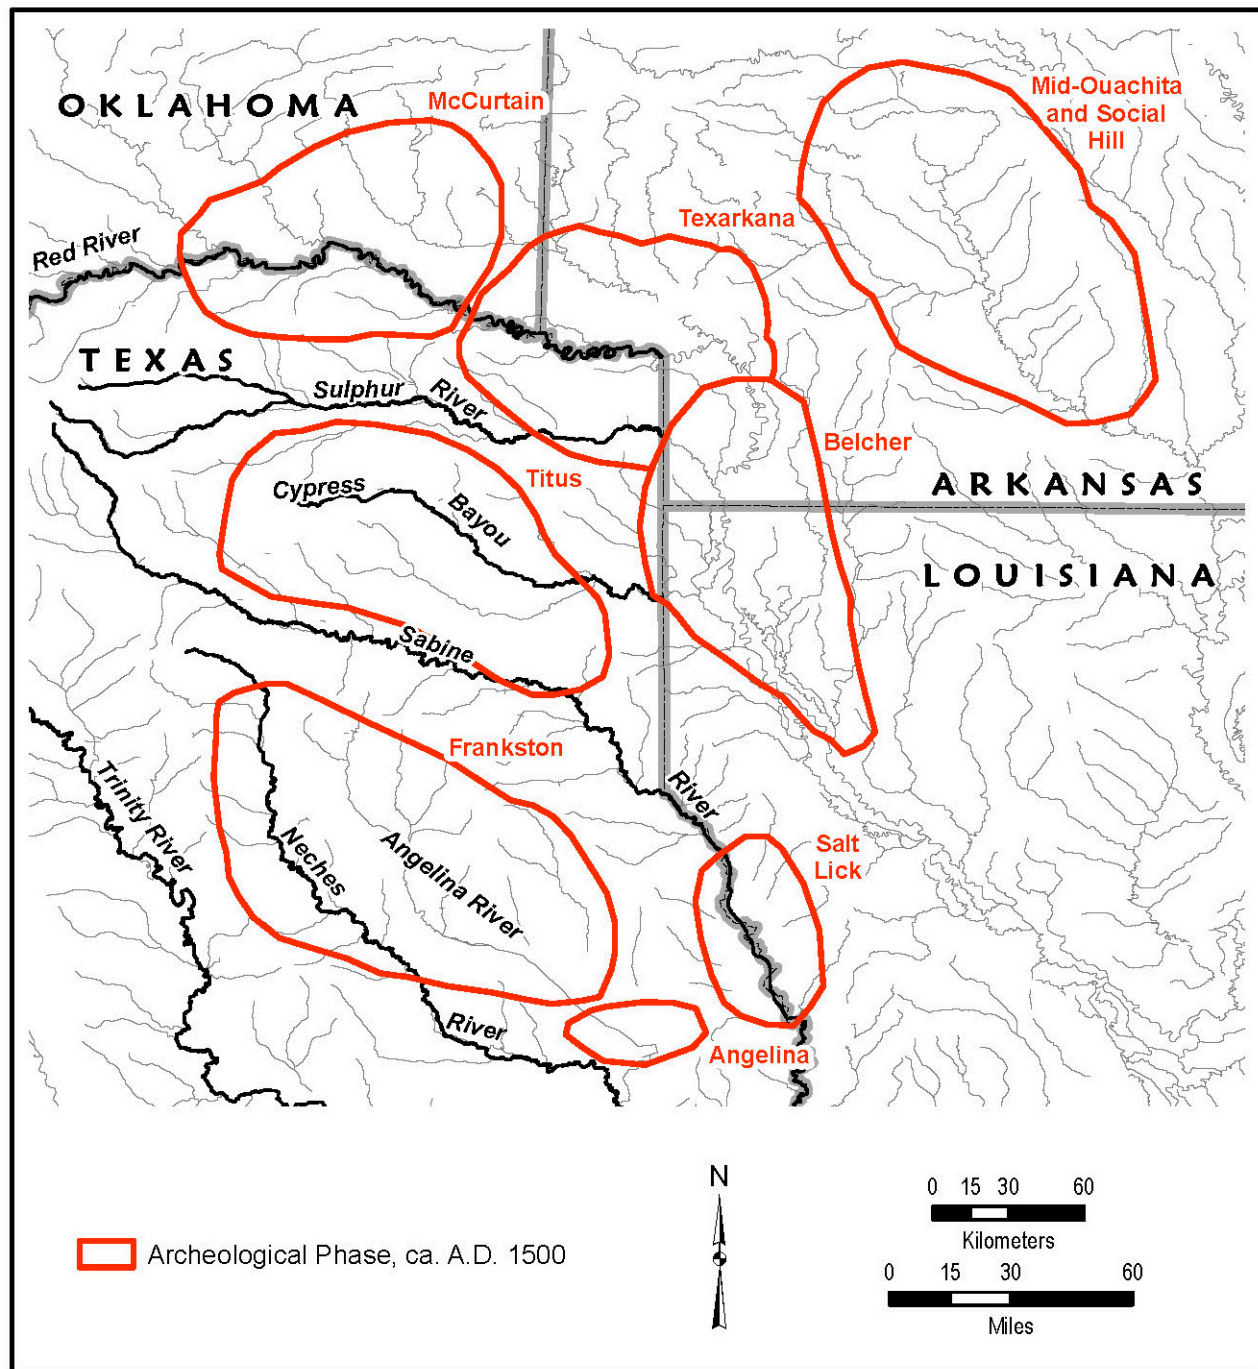 OKLAHOMA
McCurtain
Mid-Ouachita
and Social
Hill
Texarkana
Red River
TEXAS
Sulphur
River
Belcher
Titus
Cypress
Bayou
ARKANSAS
LOUISIANA
Sabine
River
Frankston
Trinity River
Neches
River
Angelina River
Salt
Lick
Angelina
N
0 15 30 60
Kilometers
0 15 30 60
Miles
Archeological Phase, ca. A.D. 1500